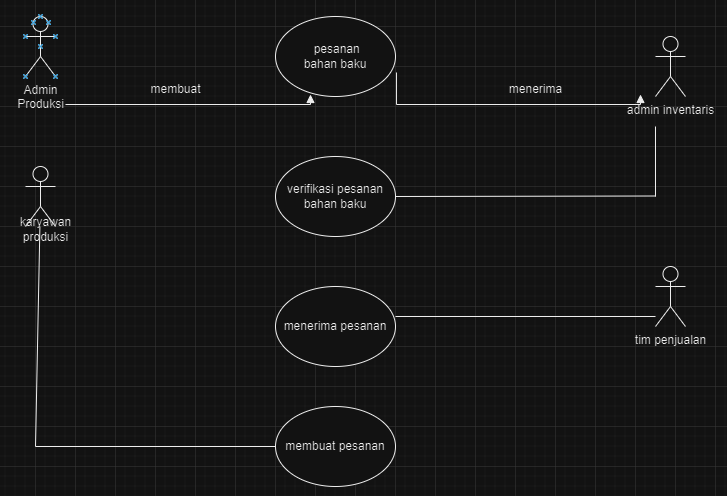 pesanan
bahan baku
Admin
Produksi
membuat
menerima
admin inventaris
verifikasi pesanan
bahan baku
karyawan
produksi
menerima pesanan
tim penjualan
membuat pesanan